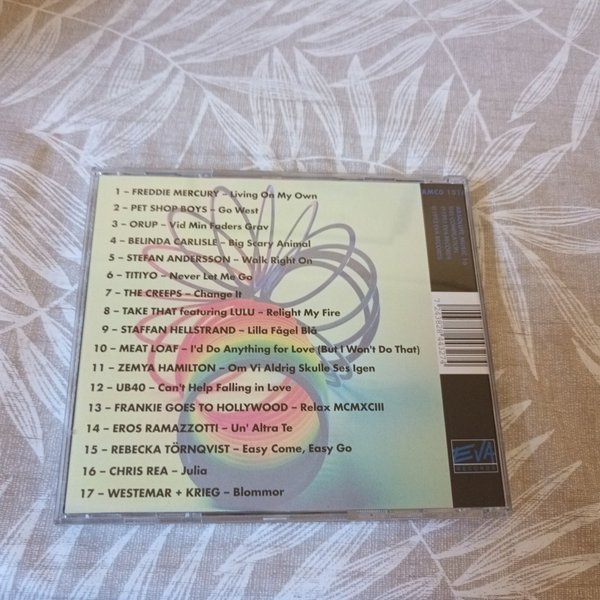 1 – FREDDIE MERCURY – Living On My Own
2 – PET SHOP BOYS – Go West
3 – ORUP – Vid Min Faders Grav
4 – BELINDA CARLISLE – Big Scary Animal
5 – STEFAN ANDERSSON – Walk Right On
6 – TITIYO – Never Let Me Go
7 – THE CREEPS – Change It
8 – TAKE THAT featuring LULU – Relight My Fire
9 – STAFFAN HELLSTRAND – Lilla Fågel Blå
10 – MEAT LOAF – I'd Do Anything for Love (But I Won't Do That)
11 – ZEMYA HAMILTON – Om Vi Aldrig Skulle Ses Igen
12 – UB40 – Can't Help Falling in Love
13 – FRANKIE GOES TO HOLLYWOOD – Relax MCMXCIII
14 – EROS RAMAZZOTTI – Un' Altra Te
15 – REBECKA TÖRNQVIST – Easy Come, Easy Go
16 – CHRIS REA – Julia
17 – WESTEMAR + KRIEG – Blommor
EVA
RECORDS